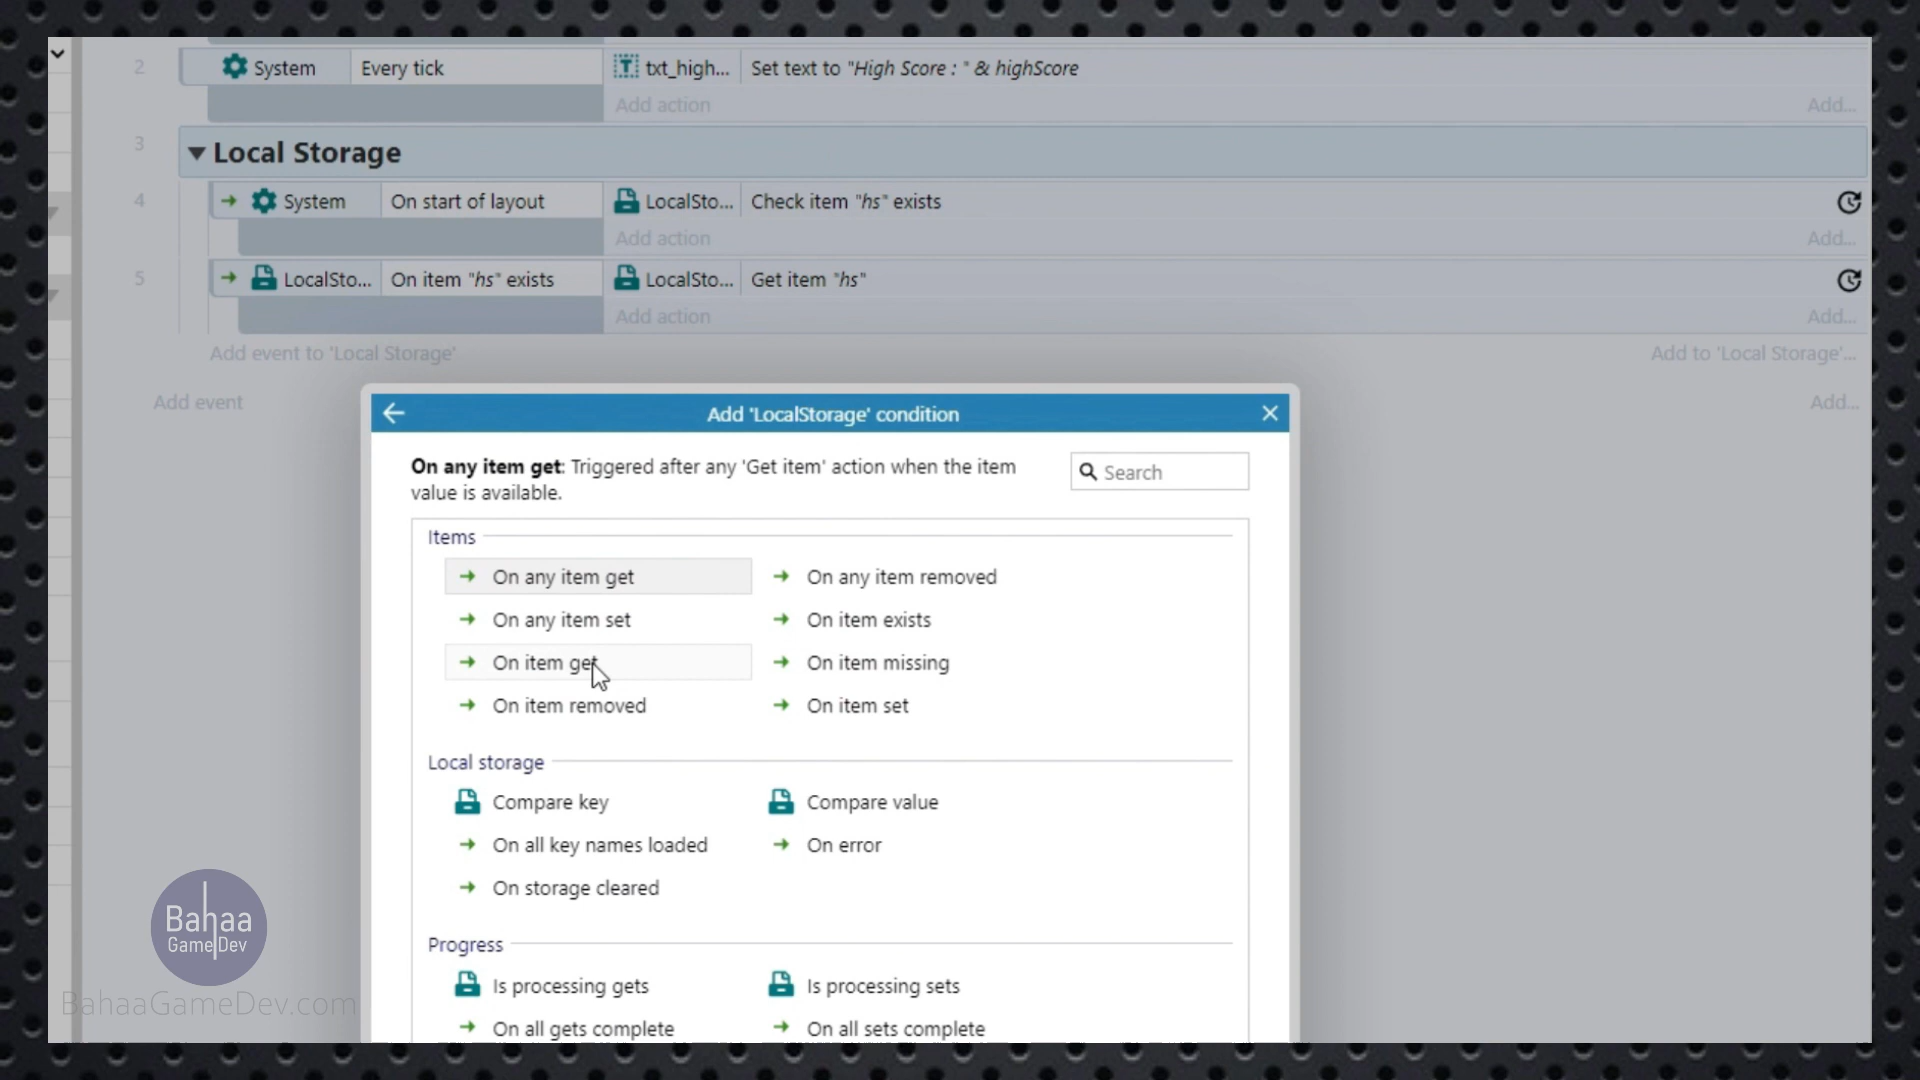 2 System Every tick txt_high... Set text to "High Score : " & highScore
Add action Add...
3 Local Storage
4 System On start of layout LocalSto... Check item "hs" exists
Add action Add...
5 LocalSto... On item "hs" exists LocalSto... Get item "hs"
Add action Add...
Add event to 'Local Storage' Add to 'Local Storage'...
Add event Add...
Add 'LocalStorage' condition
On any item get: Triggered after any 'Get item' action when the item
value is available.
Search
Items
On any item get On any item removed
On any item set On item exists
On item get On item missing
On item removed On item set
Local storage
Compare key Compare value
On all key names loaded On error
On storage cleared
Progress
Is processing gets Is processing sets
On all gets complete On all sets complete
Bahaa
GameDev
BahaaGameDev.com